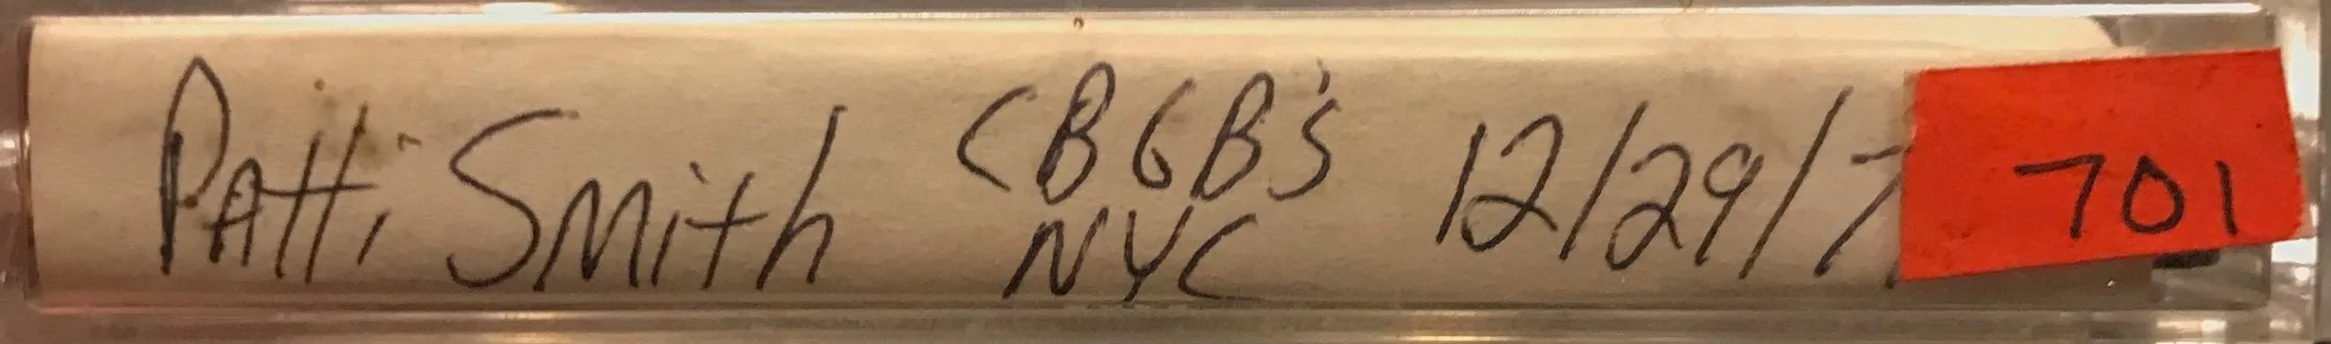 Patti Smith CBGB's 12/29/7 701
NYC